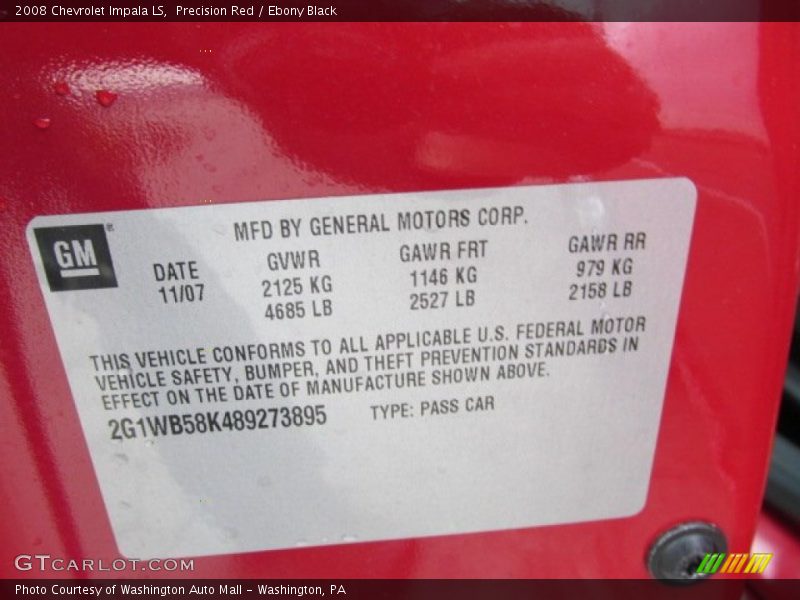 2008 Chevrolet Impala LS, Precision Red / Ebony Black
MFD BY GENERAL MOTORS CORP.
GM®
DATE GVWR GAWR FRT GAWR RR
11/07 2125 KG 1146 KG 979 KG
4685 LB 2527 LB 2158 LB
THIS VEHICLE CONFORMS TO ALL APPLICABLE U.S. FEDERAL MOTOR
VEHICLE SAFETY, BUMPER, AND THEFT PREVENTION STANDARDS IN
EFFECT ON THE DATE OF MANUFACTURE SHOWN ABOVE.
2G1WB58K489273895 TYPE: PASS CAR
GTCARLOT.COM
Photo Courtesy of Washington Auto Mall - Washington, PA